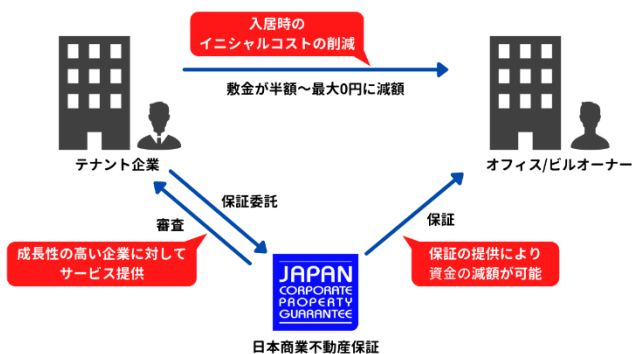 入居時の
イニシャルコストの削減
敷金が半額～最大0円に減額
テナント企業
オフィス/ビルオーナー
保証委託
審査
保証
成長性の高い企業に対して
サービス提供
保証の提供により
資金の減額が可能
JAPAN
CORPORATE
PROPERTY
GUARANTEE
日本商業不動産保証